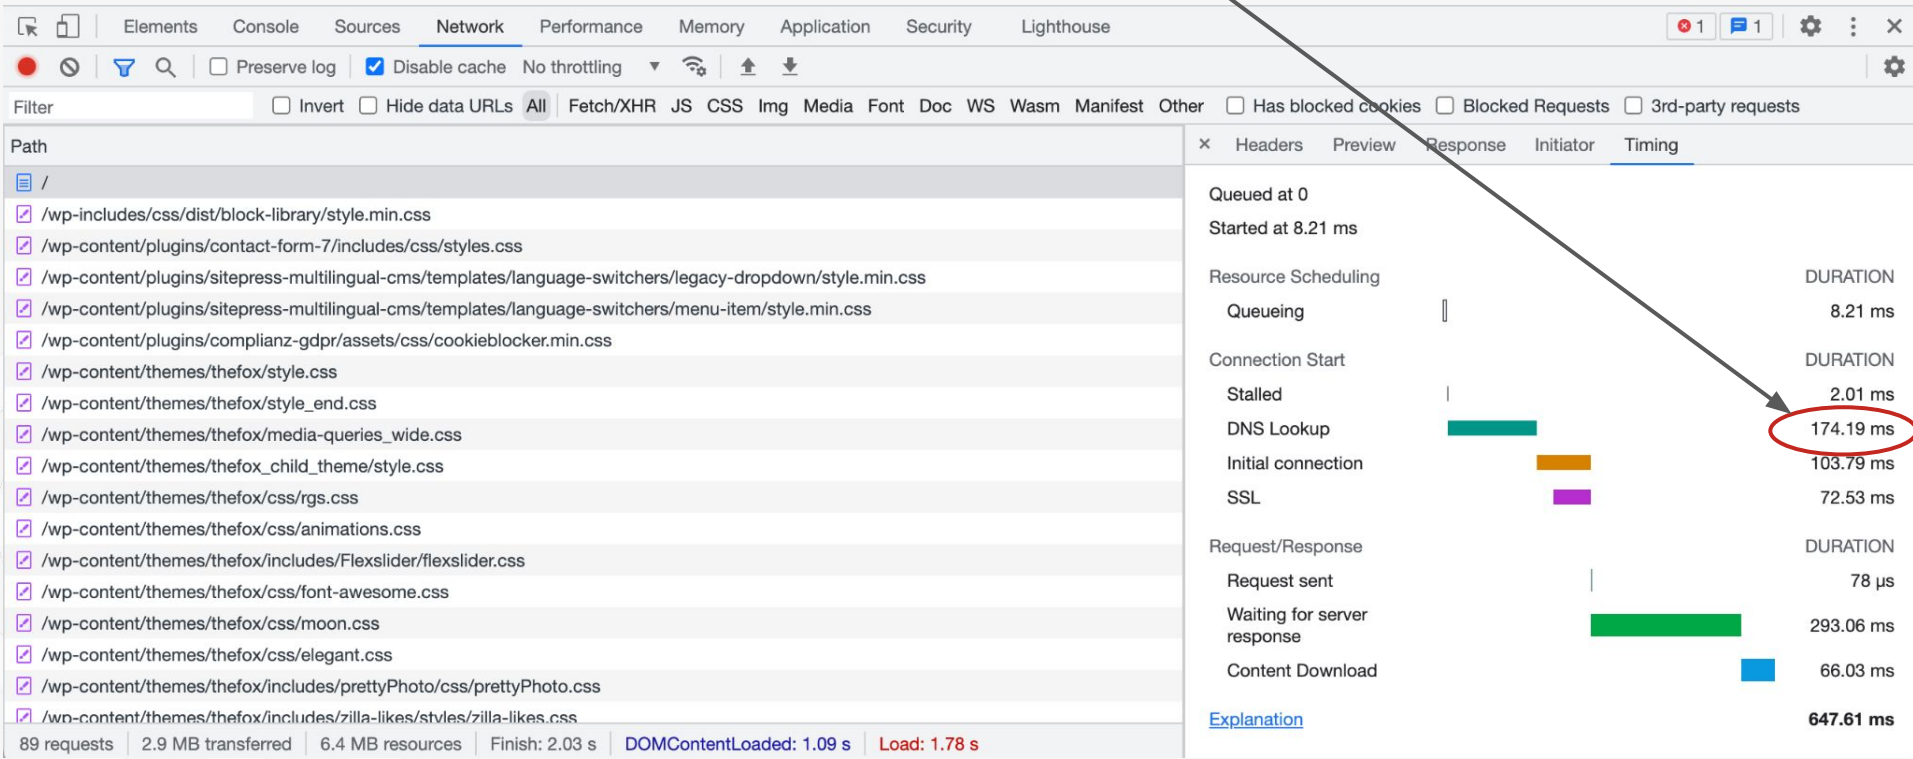 Elements Console Sources Network Performance Memory Application Security Lighthouse 1 1
Preserve log Disable cache No throttling
Filter Invert Hide data URLs All Fetch/XHR JS CSS Img Media Font Doc WS Wasm Manifest Other Has blocked cookies Blocked Requests 3rd-party requests
Path
/
/wp-includes/css/dist/block-library/style.min.css
/wp-content/plugins/contact-form-7/includes/css/styles.css
/wp-content/plugins/sitepress-multilingual-cms/templates/language-switchers/legacy-dropdown/style.min.css
/wp-content/plugins/sitepress-multilingual-cms/templates/language-switchers/menu-item/style.min.css
/wp-content/plugins/complianz-gdpr/assets/css/cookieblocker.min.css
/wp-content/themes/thefox/style.css
/wp-content/themes/thefox/style_end.css
/wp-content/themes/thefox/media-queries_wide.css
/wp-content/themes/thefox_child_theme/style.css
/wp-content/themes/thefox/css/rgs.css
/wp-content/themes/thefox/css/animations.css
/wp-content/themes/thefox/includes/Flexslider/flexslider.css
/wp-content/themes/thefox/css/font-awesome.css
/wp-content/themes/thefox/css/moon.css
/wp-content/themes/thefox/css/elegant.css
/wp-content/themes/thefox/includes/prettyPhoto/css/prettyPhoto.css
/wp-content/themes/thefox/includes/zilla-likes/styles/zilla-likes.css
89 requests 2.9 MB transferred 6.4 MB resources Finish: 2.03 s DOMContentLoaded: 1.09 s Load: 1.78 s
× Headers Preview Response Initiator Timing
Queued at 0
Started at 8.21 ms
Resource Scheduling DURATION
Queueing 8.21 ms
Connection Start DURATION
Stalled 2.01 ms
DNS Lookup 174.19 ms
Initial connection 103.79 ms
SSL 72.53 ms
Request/Response DURATION
Request sent 78 µs
Waiting for server
response 293.06 ms
Content Download 66.03 ms
Explanation 647.61 ms